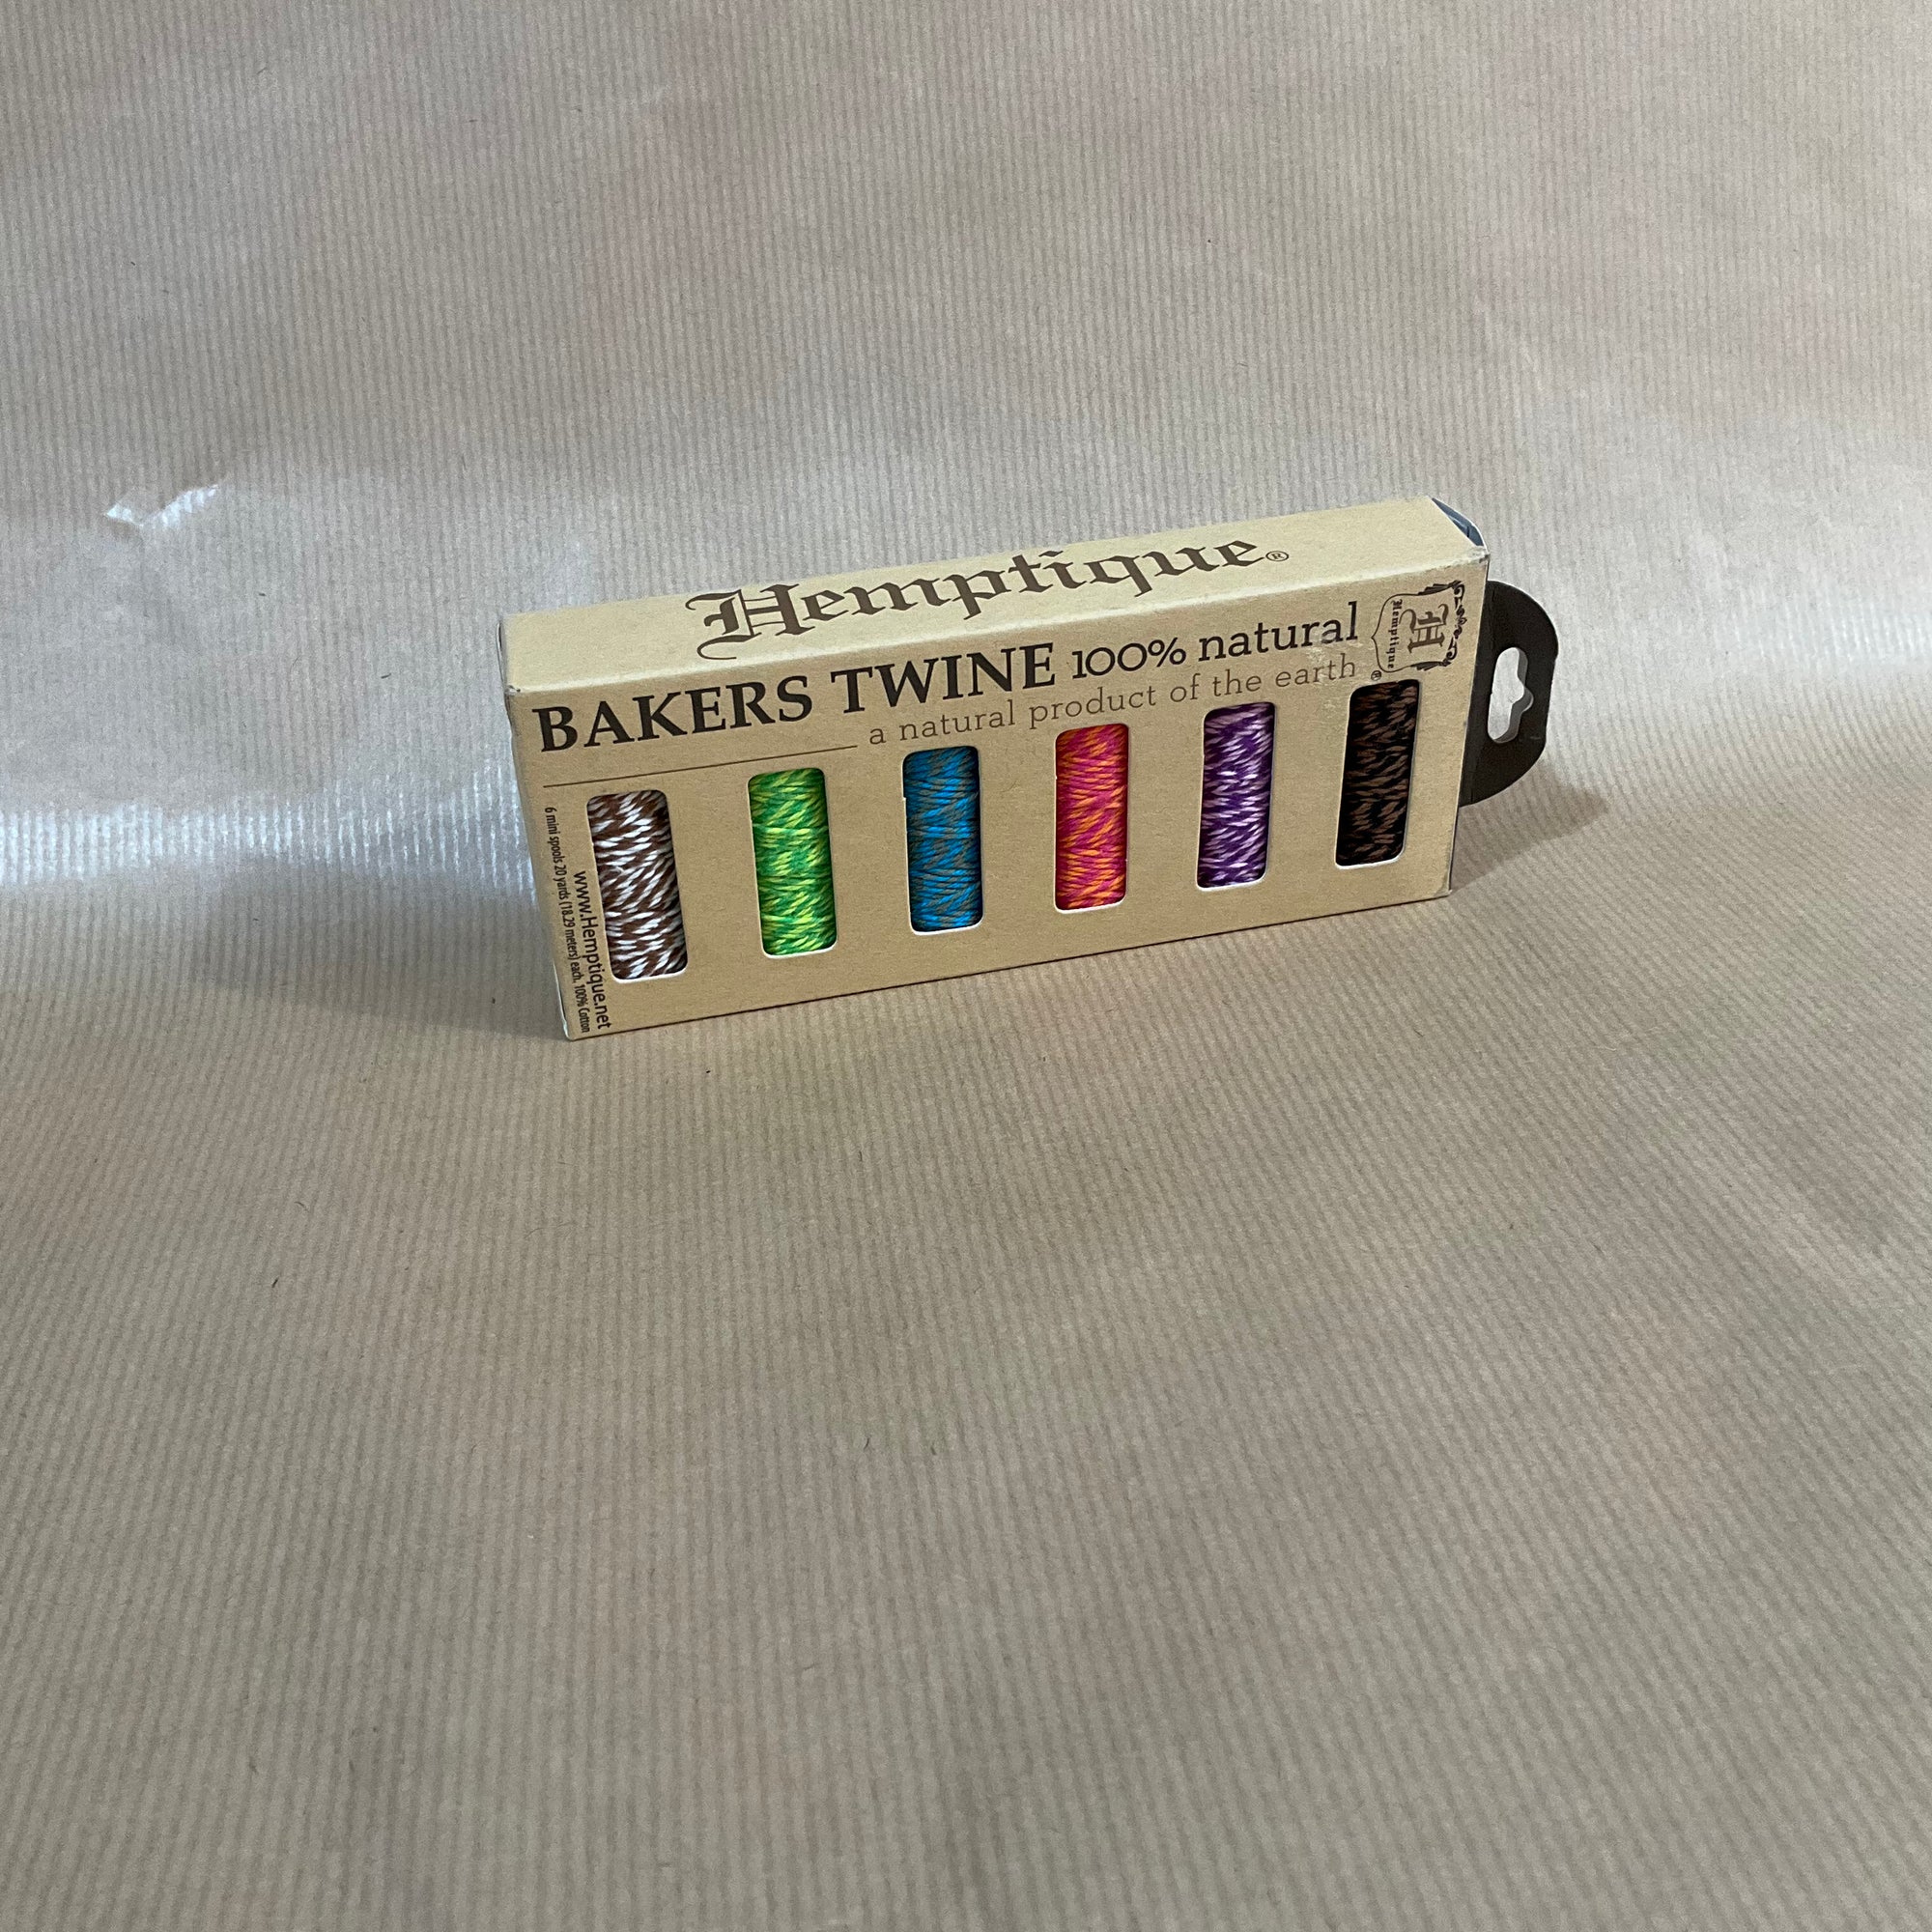 Hemptique®
BAKERS TWINE 100% natural
a natural product of the earth
H
Hemptique®
www.Hemptique.net
6 mini spools 20 yards (18.29 meters) each. 100% Cotton